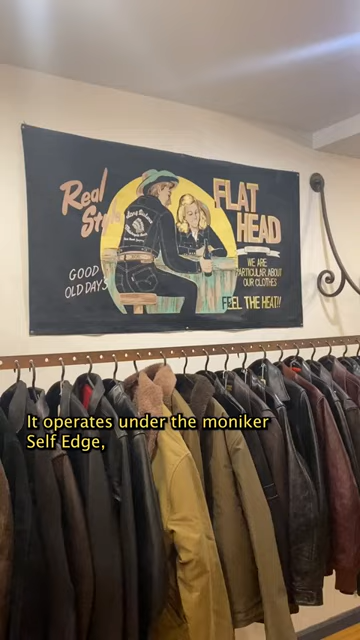 Real
Style
FLAT
HEAD
WE ARE
PARTICULAR ABOUT
OUR CLOTHES
GOOD
OLD DAYS
FEEL THE HEAT!!
It operates under the moniker
Self Edge,